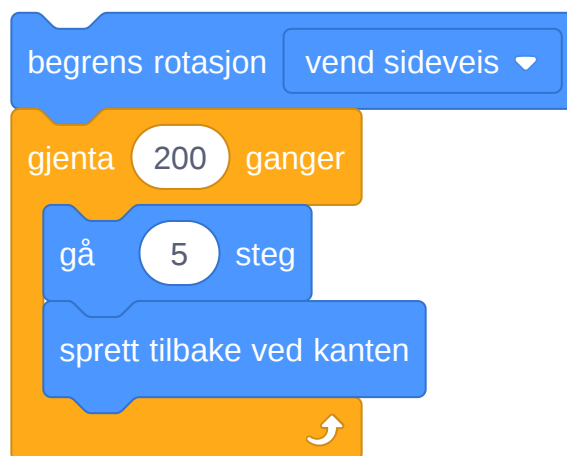 begrens rotasjon vend sideveis
gjenta 200 ganger
gå 5 steg
sprett tilbake ved kanten